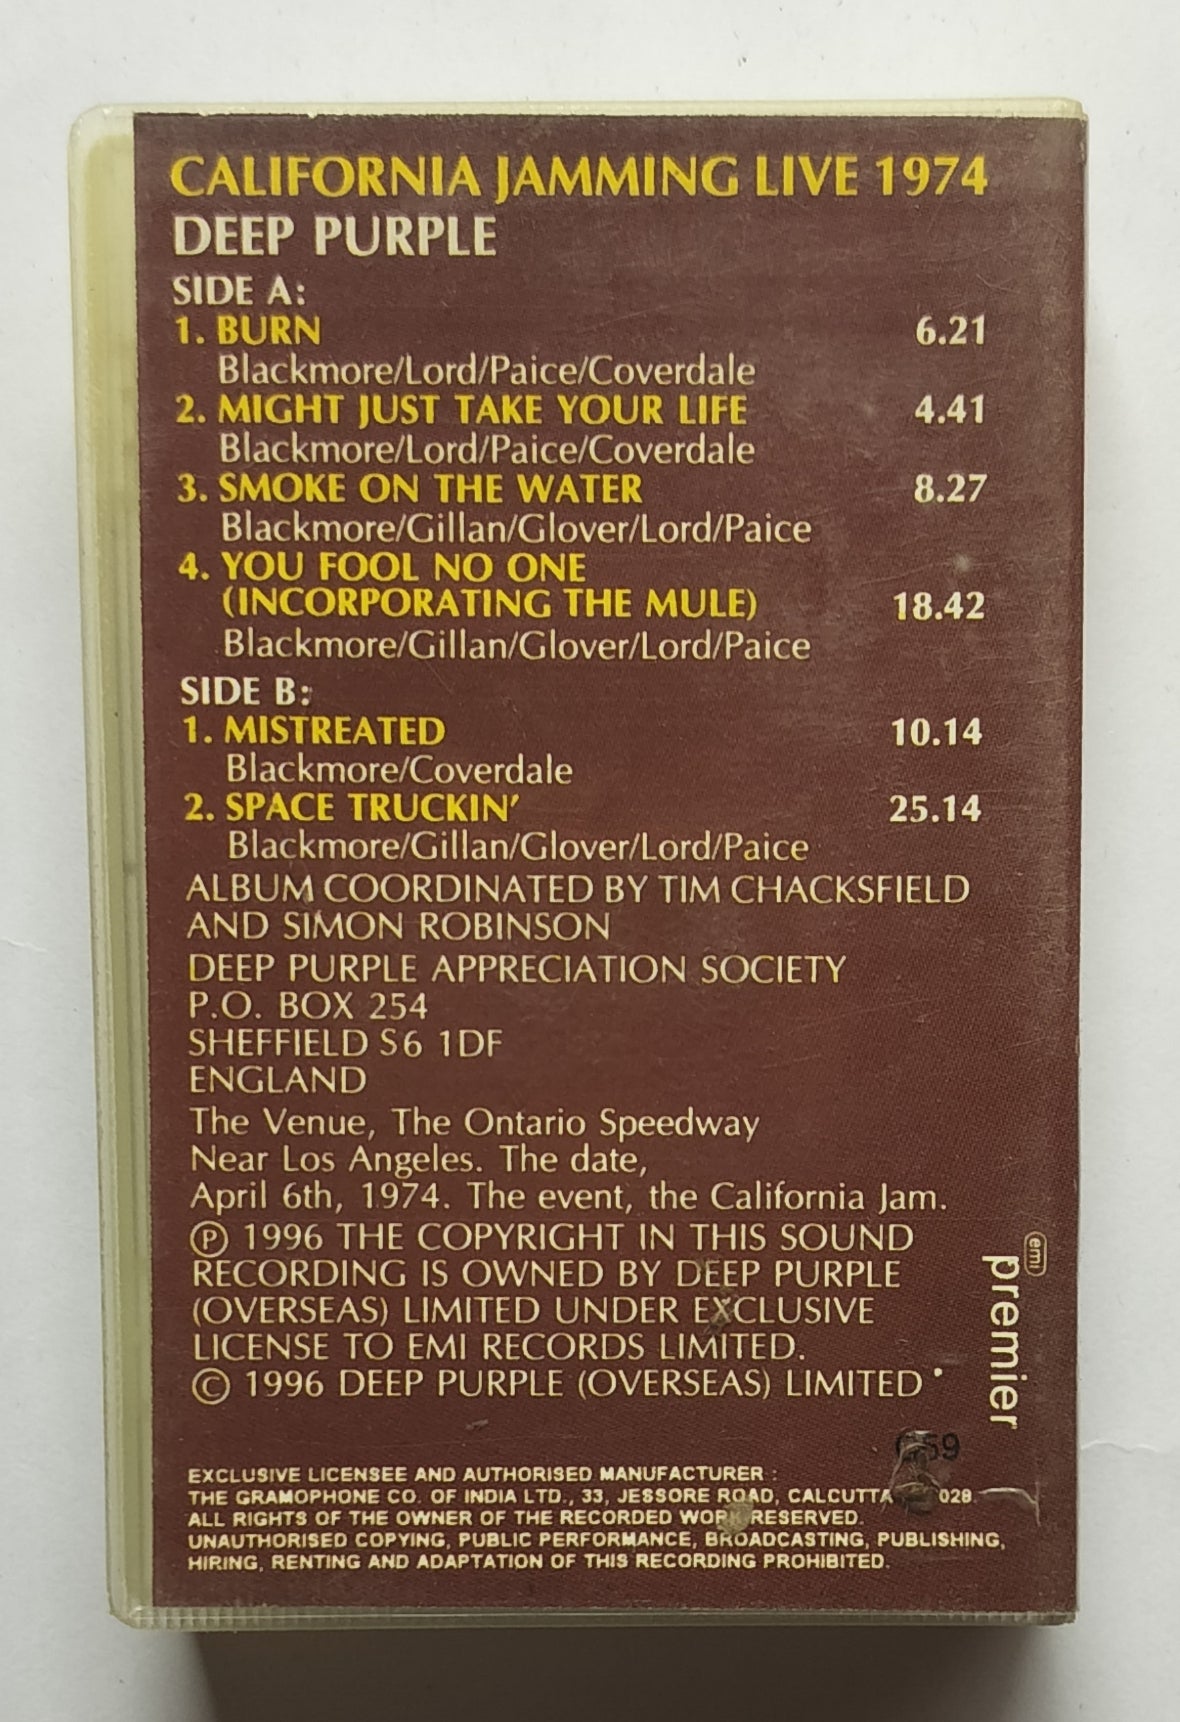 CALIFORNIA JAMMING LIVE 1974
DEEP PURPLE
SIDE A:
1. BURN 6.21
Blackmore/Lord/Paice/Coverdale
2. MIGHT JUST TAKE YOUR LIFE 4.41
Blackmore/Lord/Paice/Coverdale
3. SMOKE ON THE WATER 8.27
Blackmore/Gillan/Glover/Lord/Paice
4. YOU FOOL NO ONE
(INCORPORATING THE MULE) 18.42
Blackmore/Gillan/Glover/Lord/Paice
SIDE B:
1. MISTREATED 10.14
Blackmore/Coverdale
2. SPACE TRUCKIN' 25.14
Blackmore/Gillan/Glover/Lord/Paice
ALBUM COORDINATED BY TIM CHACKSFIELD
AND SIMON ROBINSON
DEEP PURPLE APPRECIATION SOCIETY
P.O. BOX 254
SHEFFIELD S6 1DF
ENGLAND
The Venue, The Ontario Speedway
Near Los Angeles. The date,
April 6th, 1974. The event, the California Jam.
Ⓟ 1996 THE COPYRIGHT IN THIS SOUND
RECORDING IS OWNED BY DEEP PURPLE
(OVERSEAS) LIMITED UNDER EXCLUSIVE
LICENSE TO EMI RECORDS LIMITED.
© 1996 DEEP PURPLE (OVERSEAS) LIMITED
emi
premier
EXCLUSIVE LICENSEE AND AUTHORISED MANUFACTURER :
THE GRAMOPHONE CO. OF INDIA LTD., 33, JESSORE ROAD, CALCUTTA 028.
ALL RIGHTS OF THE OWNER OF THE RECORDED WORK RESERVED.
UNAUTHORISED COPYING, PUBLIC PERFORMANCE, BROADCASTING, PUBLISHING,
HIRING, RENTING AND ADAPTATION OF THIS RECORDING PROHIBITED.